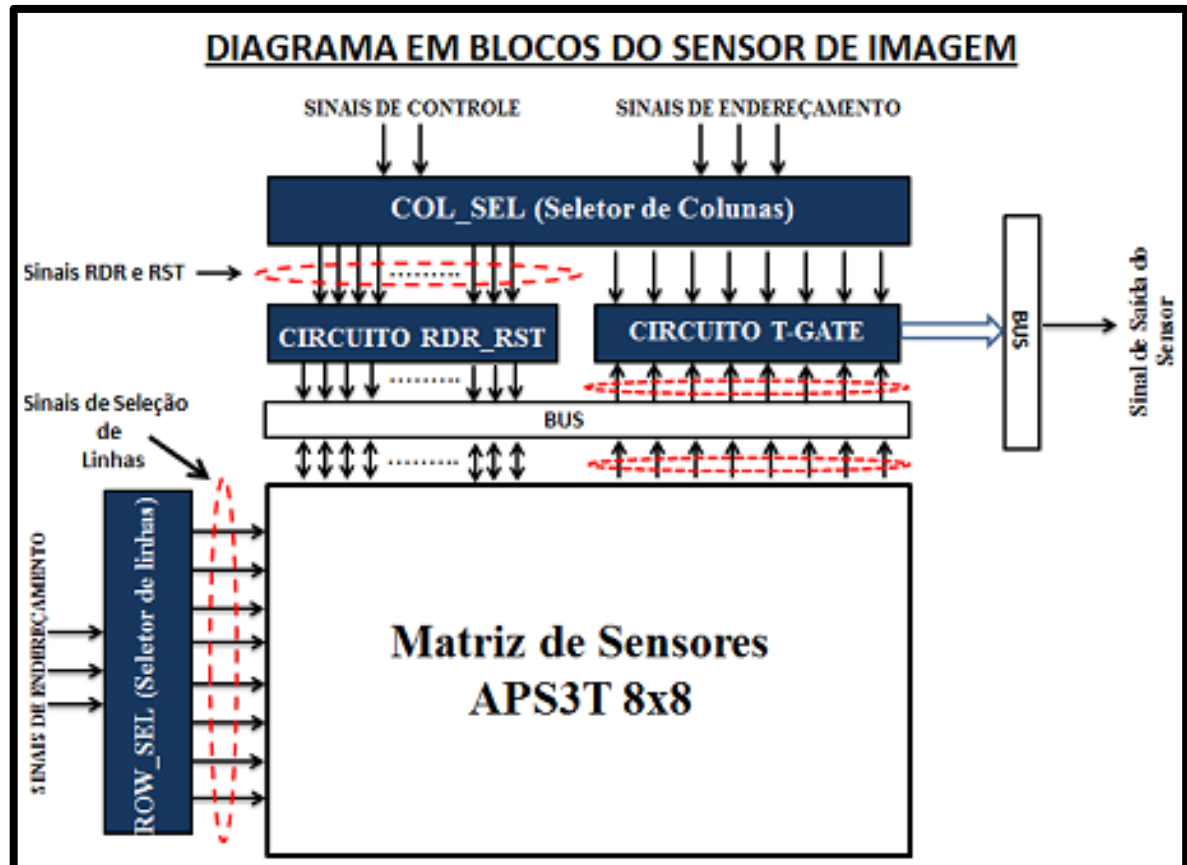 DIAGRAMA EM BLOCOS DO SENSOR DE IMAGEM
SINAIS DE CONTROLE
SINAIS DE ENDEREÇAMENTO
COL_SEL (Seletor de Colunas)
Sinais RDR e RST
CIRCUITO RDR_RST
CIRCUITO T-GATE
BUS
Sinal de Saída do
Sensor
Sinais de Seleção
de
Linhas
BUS
SINAIS DE ENDEREÇAMENTO
ROW_SEL (Seletor de linhas)
Matriz de Sensores
APS3T 8x8